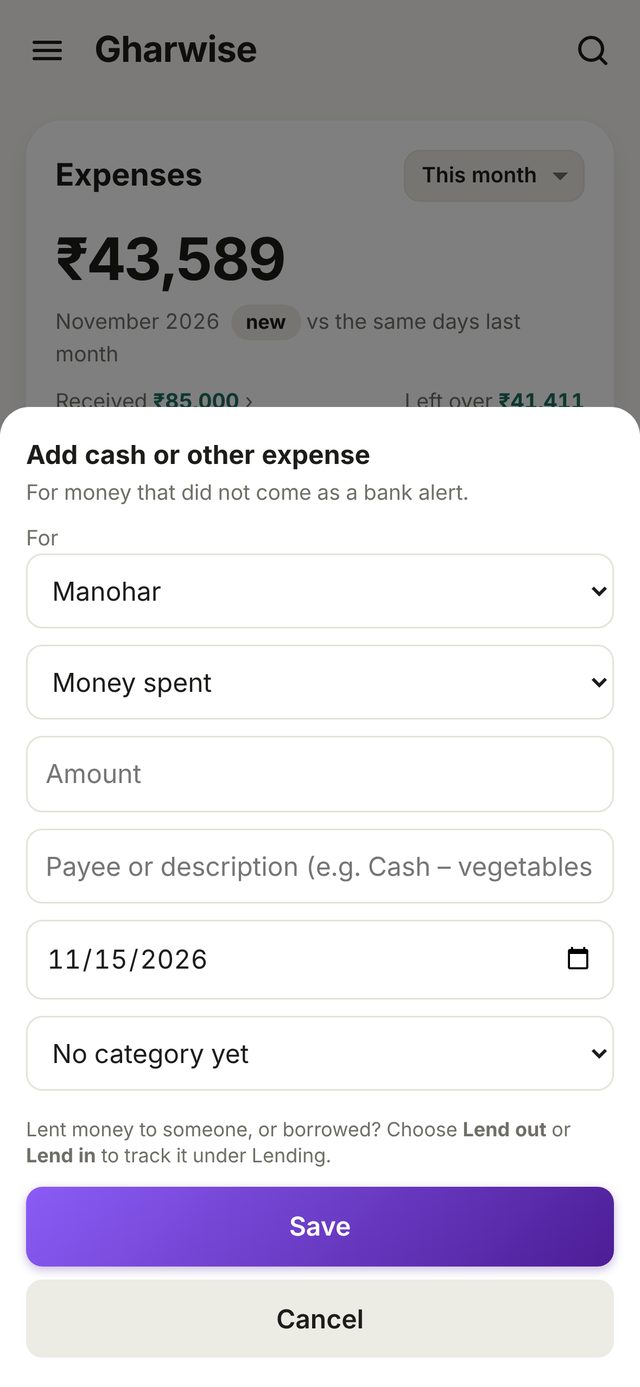 Gharwise
Expenses
This month
₹43,589
November 2026 new vs the same days last
month
Received ₹85,000 ›
Left over ₹41,411
Add cash or other expense
For money that did not come as a bank alert.
For
Manohar
Money spent
Amount
Payee or description (e.g. Cash – vegetables
11/15/2026
No category yet
Lent money to someone, or borrowed? Choose Lend out or
Lend in to track it under Lending.
Save
Cancel